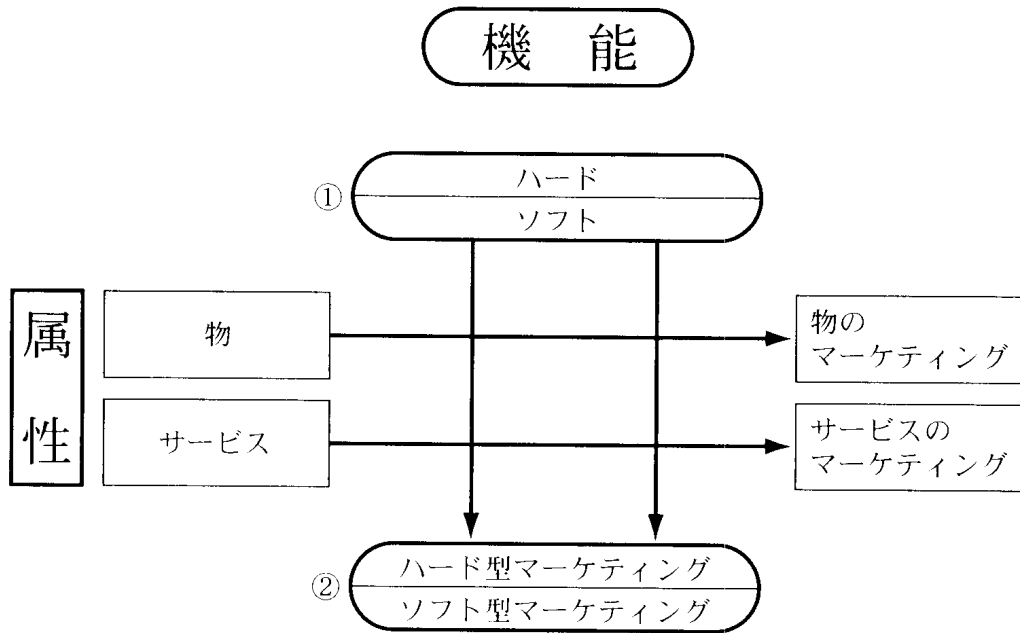 機 能
①
ハード
ソフト
属性
物
物の
マーケティング
サービス
サービスの
マーケティング
②
ハード型マーケティング
ソフト型マーケティング